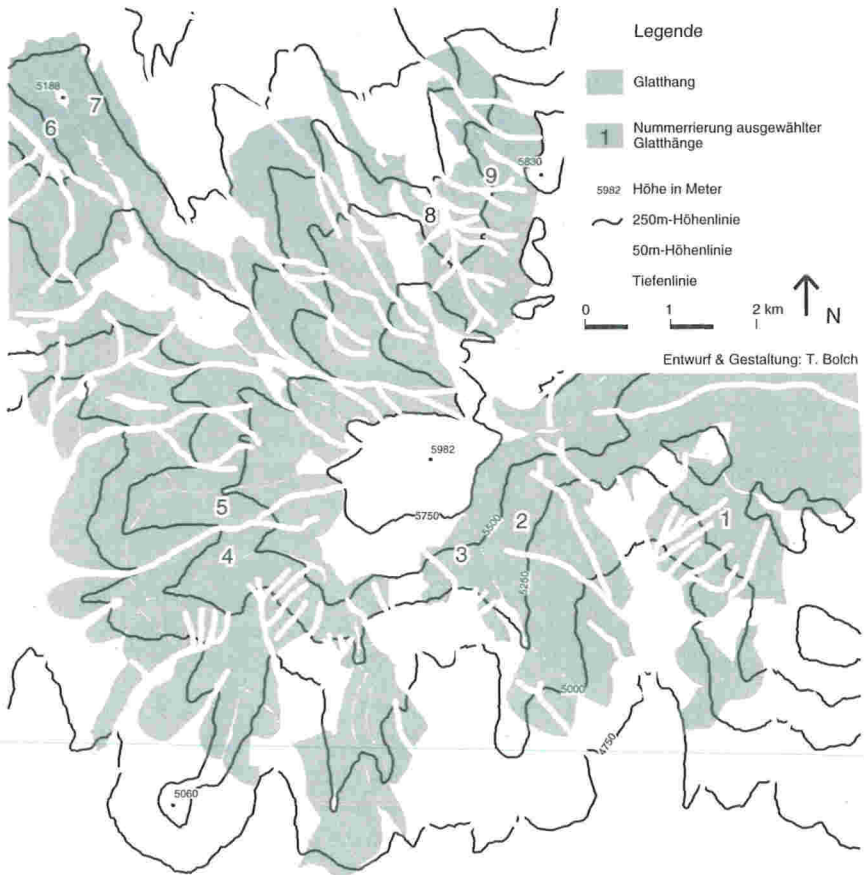 Legende
Glatthang
1 Nummerrierung ausgewählter
Glatthänge
5982 Höhe in Meter
250m-Höhenlinie
50m-Höhenlinie
Tiefenlinie
0 1 2 km
N
Entwurf & Gestaltung: T. Bofch
5188
7
6
5830
9
8
5982
5750
5500
5
2
1
4
3
5250
5000
4750
5060